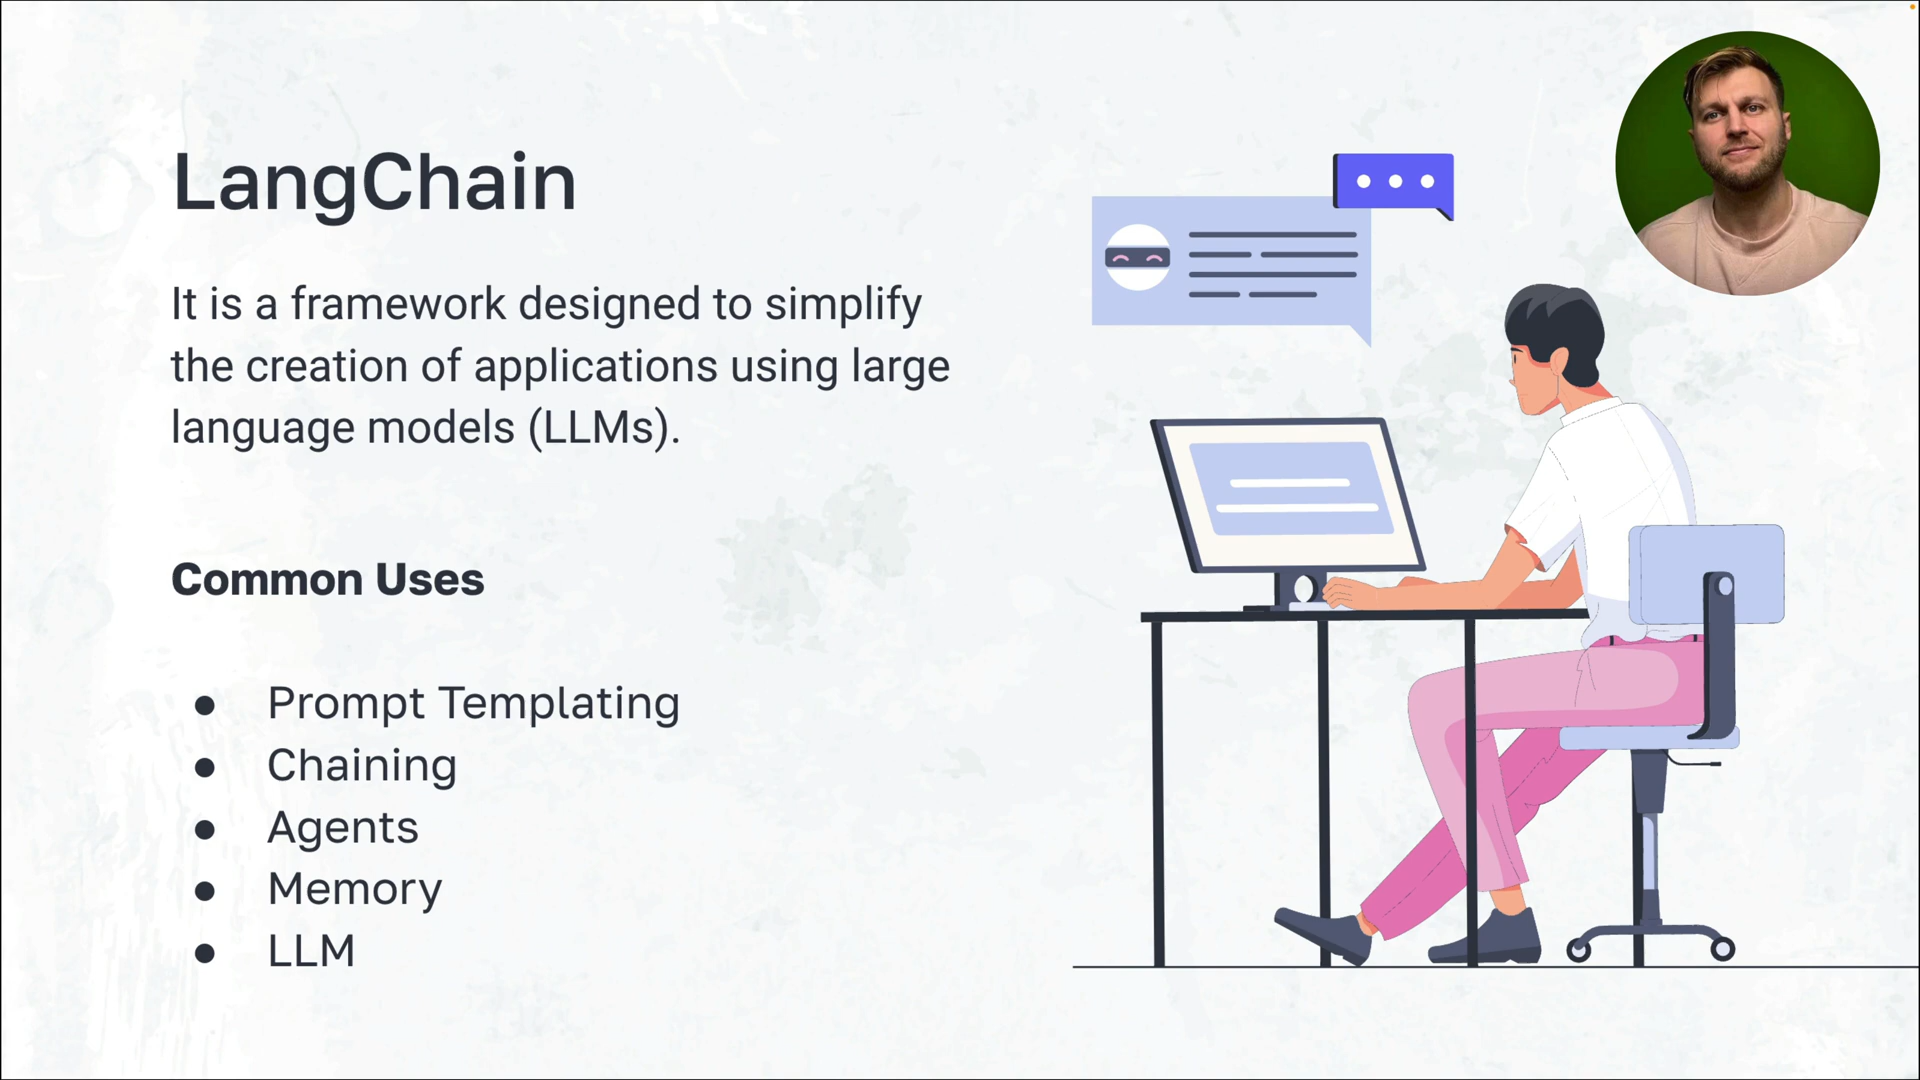 LangChain
It is a framework designed to simplify
the creation of applications using large
language models (LLMs).
Common Uses
● Prompt Templating
● Chaining
● Agents
● Memory
● LLM